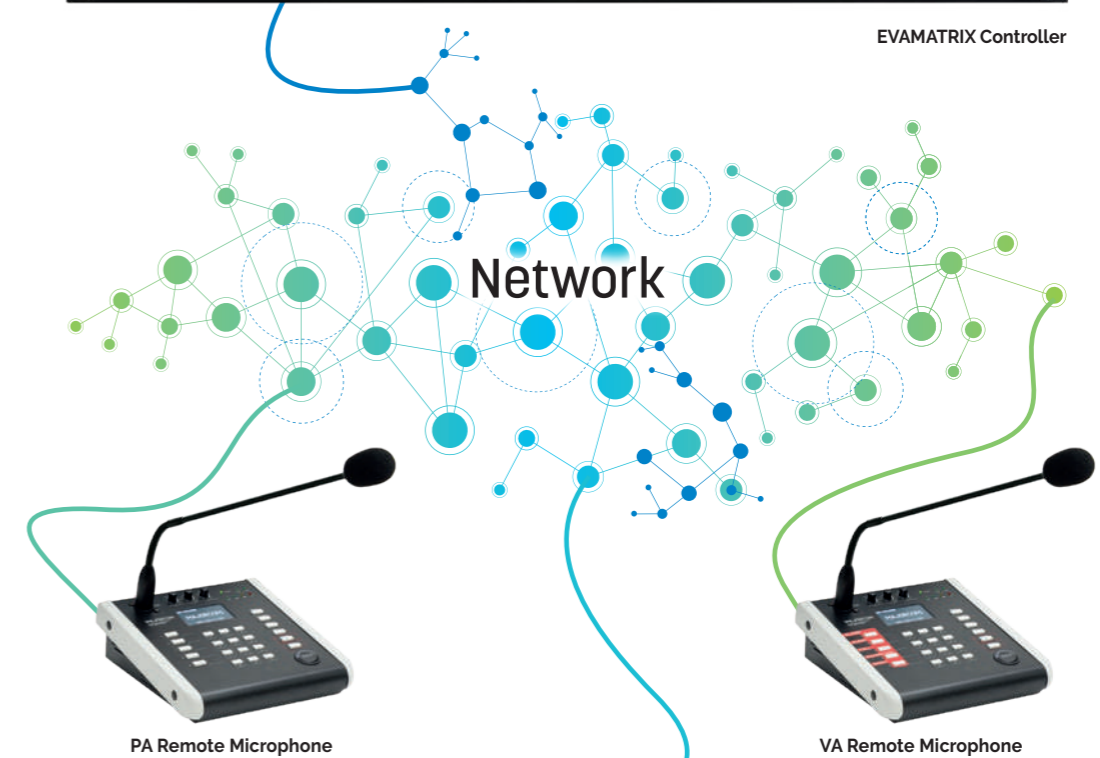 EVAMATRIX Controller
Network
PA Remote Microphone
VA Remote Microphone